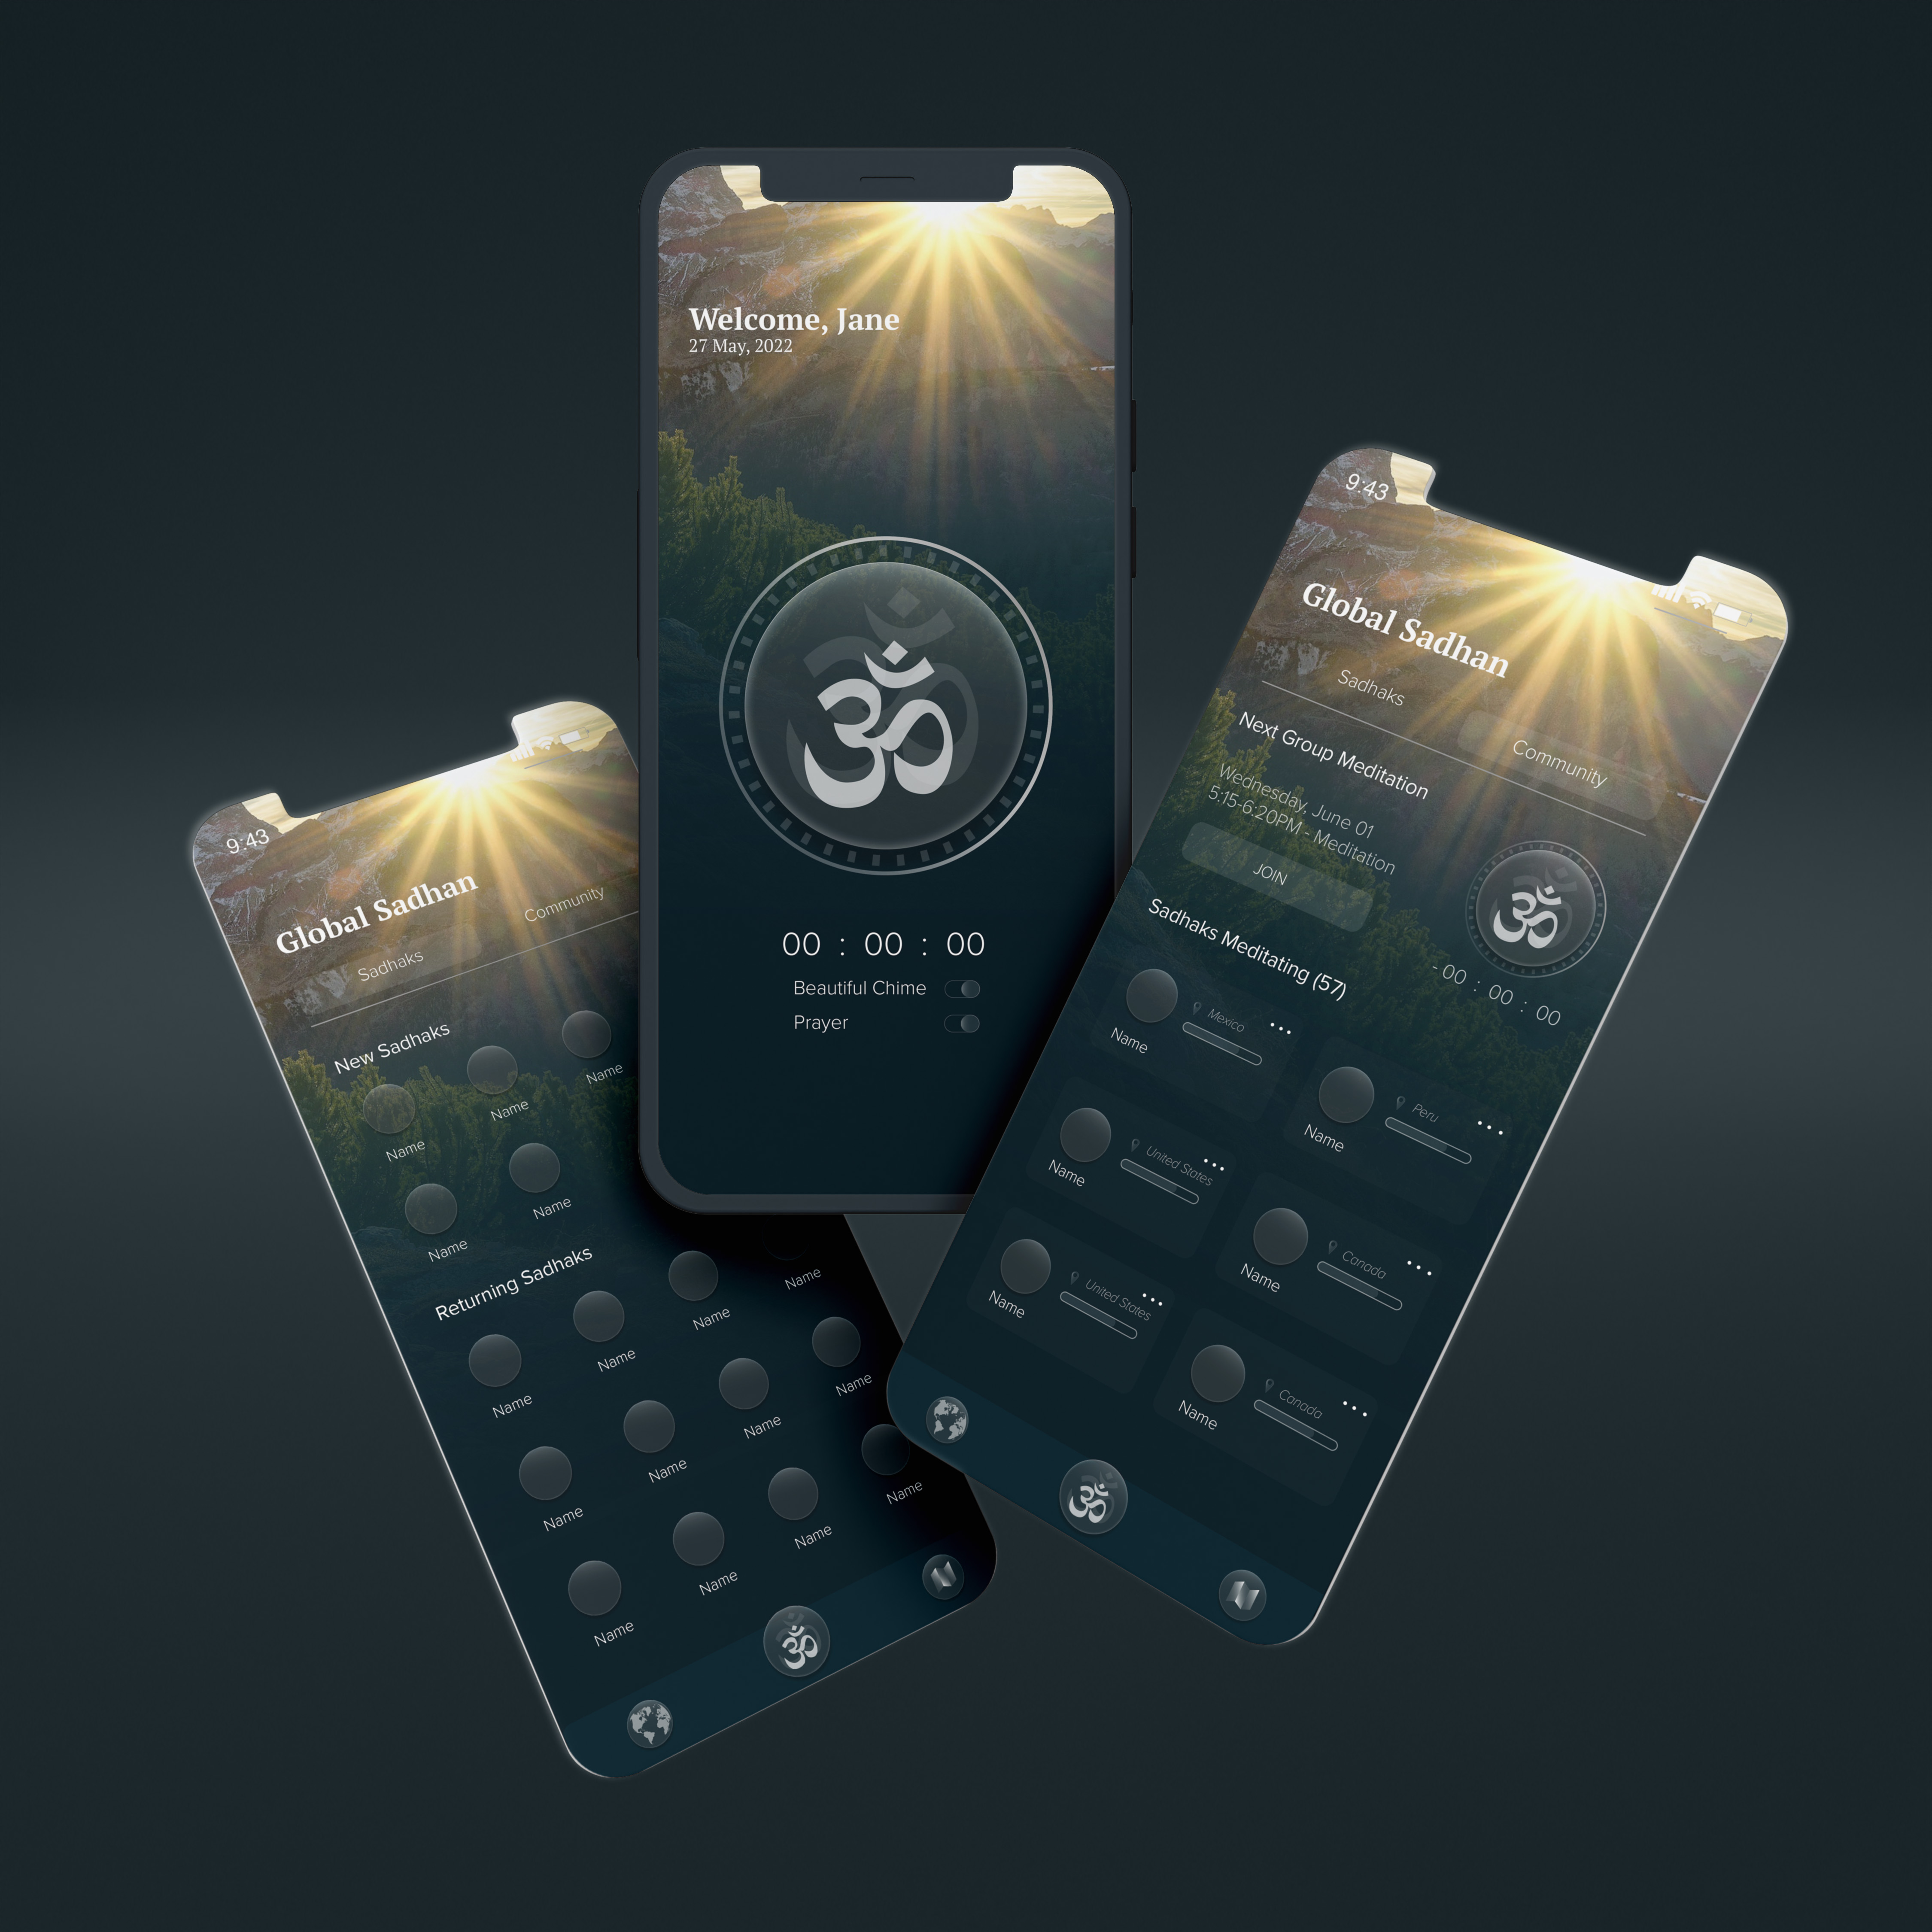 Welcome, Jane
27 May, 2022
ॐ
00 : 00 : 00
Beautiful Chime
Prayer
9:43
Global Sadhan
Sadhaks
Community
New Sadhaks
Name
Name
Name
Name
Name
Returning Sadhaks
Name
Name
Name
Name
Name
Name
Name
Name
Name
Name
Name
Name
ॐ
9:43
Global Sadhan
Sadhaks
Community
Next Group Meditation
Wednesday, June 01
5:15-6:20PM - Meditation
JOIN
ॐ
- 00 : 00 : 00
Sadhaks Meditating (57)
Mexico
Name
Peru
Name
United States
Name
Canada
Name
United States
Name
Canada
Name
ॐ